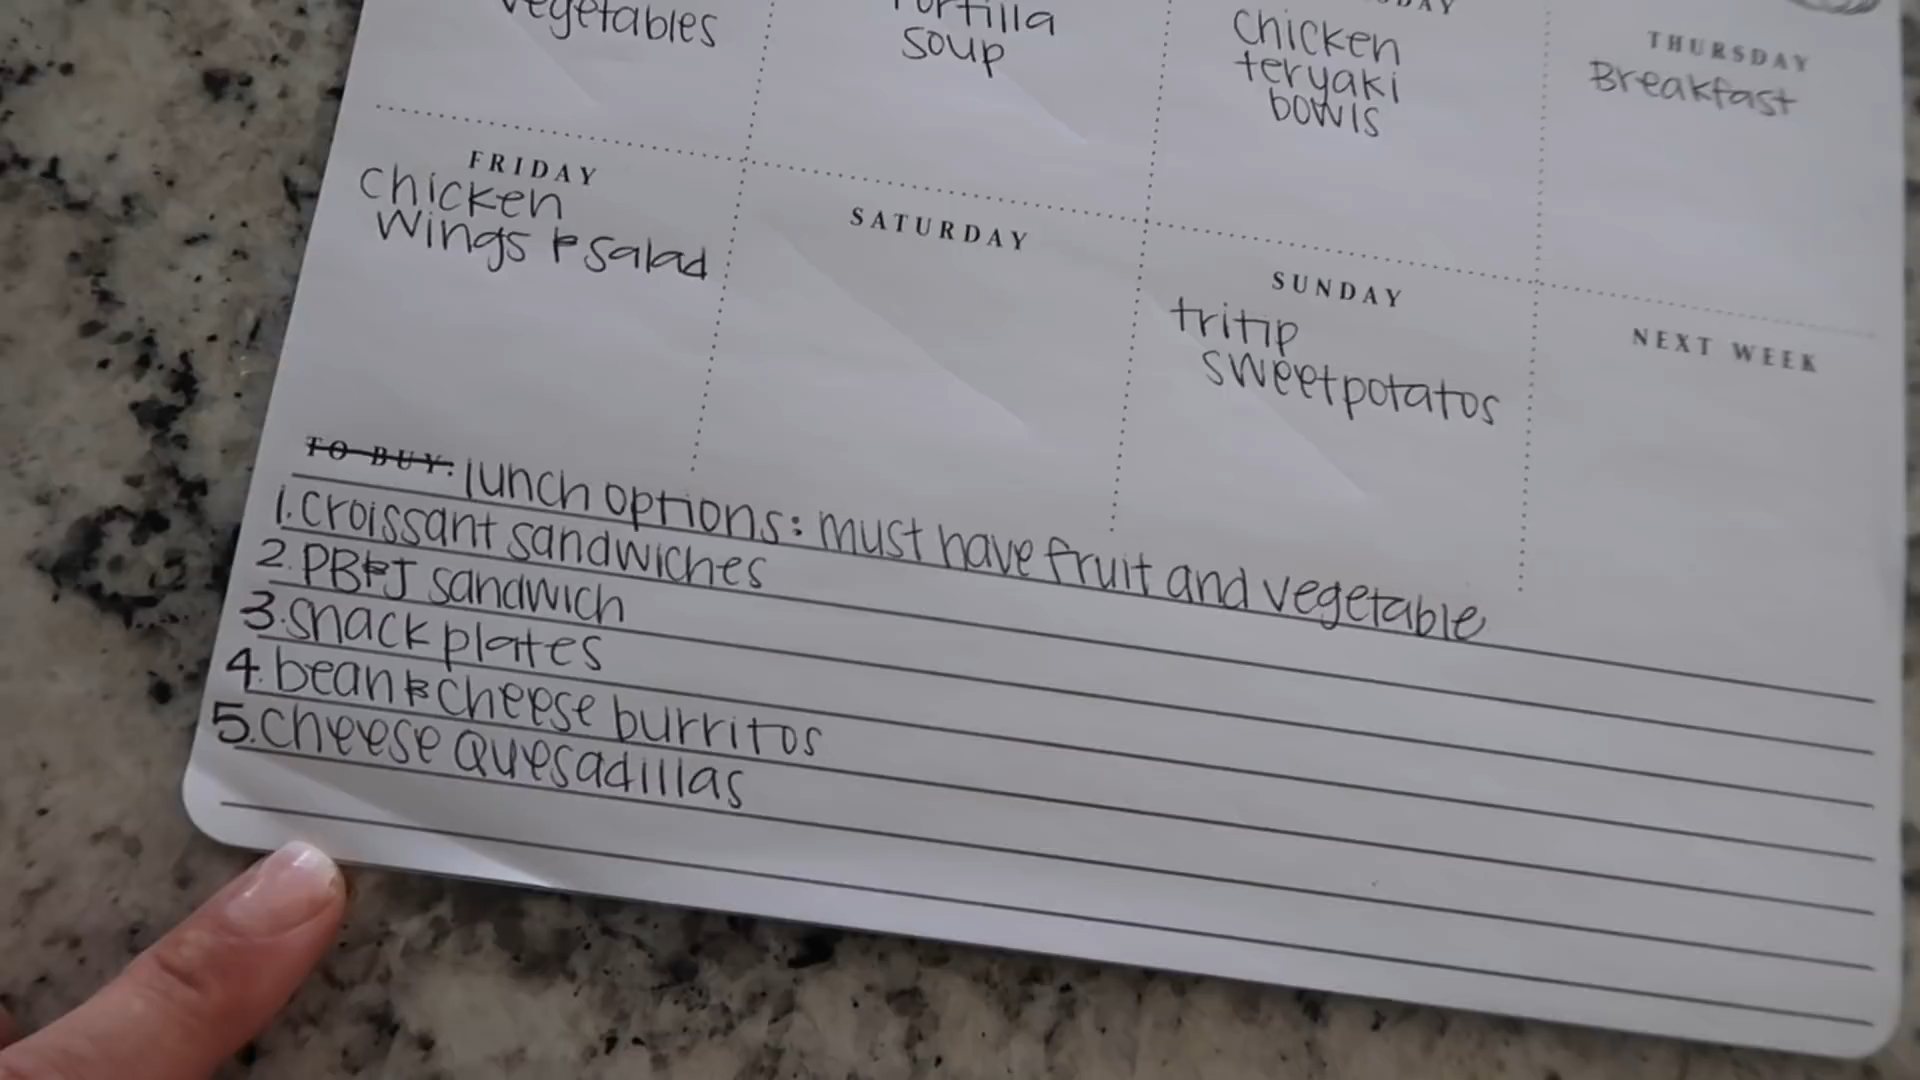 vegetables
Tortilla
soup
Chicken
teryaki
bowls
THURSDAY
Breakfast
FRIDAY
chicken
Wings & Salad
SATURDAY
SUNDAY
tritip
sweetpotatos
NEXT WEEK
TO BUY: lunch options: must have fruit and vegetable
1. croissant sandwiches
2. PB&J sandwich
3. snack plates
4. bean & cheese burritos
5. cheese quesadillas